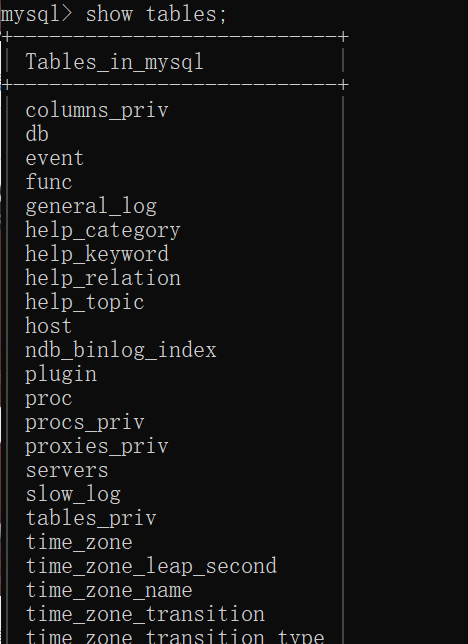 mysql> show tables;
+---------------------------+
| Tables_in_mysql           |
+---------------------------+
| columns_priv              |
| db                        |
| event                     |
| func                      |
| general_log               |
| help_category             |
| help_keyword              |
| help_relation             |
| help_topic                |
| host                      |
| ndb_binlog_index          |
| plugin                    |
| proc                      |
| procs_priv                |
| proxies_priv              |
| servers                   |
| slow_log                  |
| tables_priv               |
| time_zone                 |
| time_zone_leap_second     |
| time_zone_name            |
| time_zone_transition      |
| time_zone_transition_type |